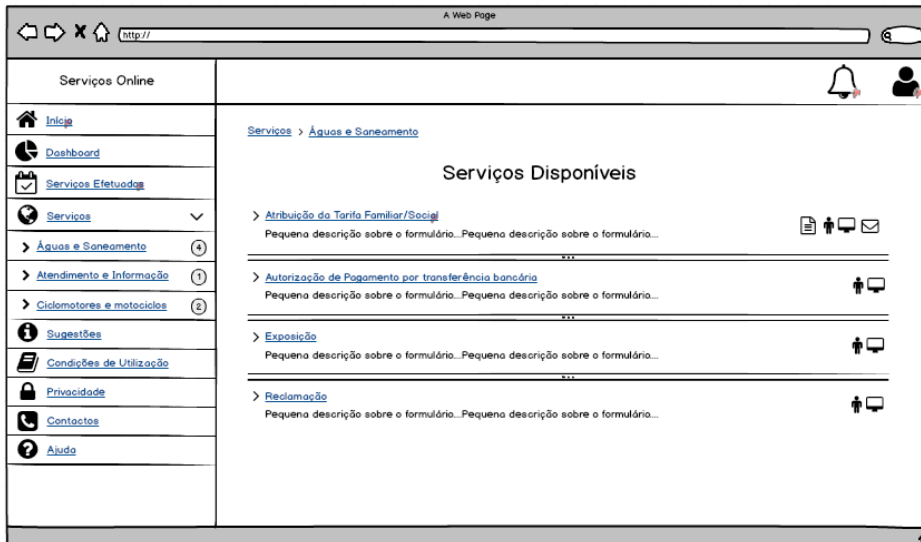 A Web Page
http://
Serviços Online
Início
Dashboard
Serviços Efetuados
Serviços
Águas e Saneamento
4
Atendimento e Informação
1
Ciclomotores e motociclos
2
Sugestões
Condições de Utilização
Privacidade
Contactos
Ajuda
Serviços > Águas e Saneamento
Serviços Disponíveis
Atribuição da Tarifa Familiar/Social
Pequena descrição sobre o formulário...Pequena descrição sobre o formulário...
Autorização de Pagamento por transferência bancária
Pequena descrição sobre o formulário...Pequena descrição sobre o formulário...
Exposição
Pequena descrição sobre o formulário...Pequena descrição sobre o formulário...
Reclamação
Pequena descrição sobre o formulário...Pequena descrição sobre o formulário...